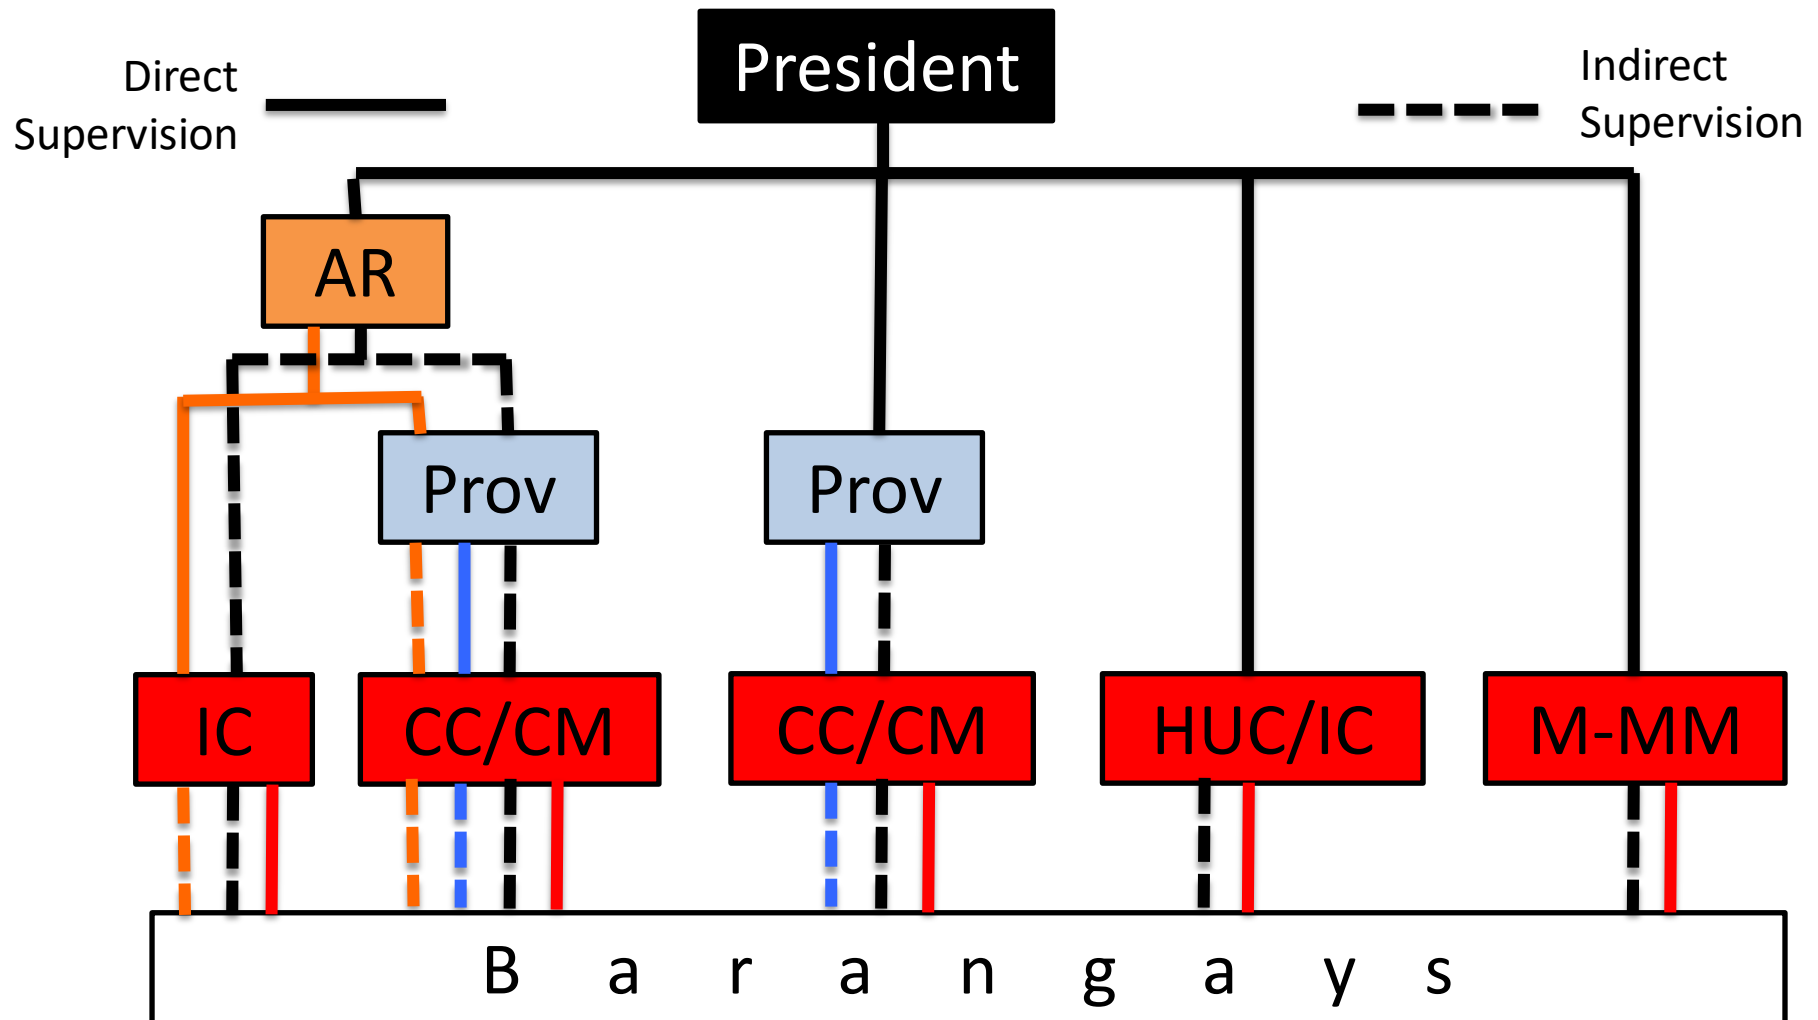 President
Direct
Supervision
Indirect
Supervision
AR
Prov
Prov
IC
CC/CM
CC/CM
HUC/IC
M-MM
B a r a n g a y s